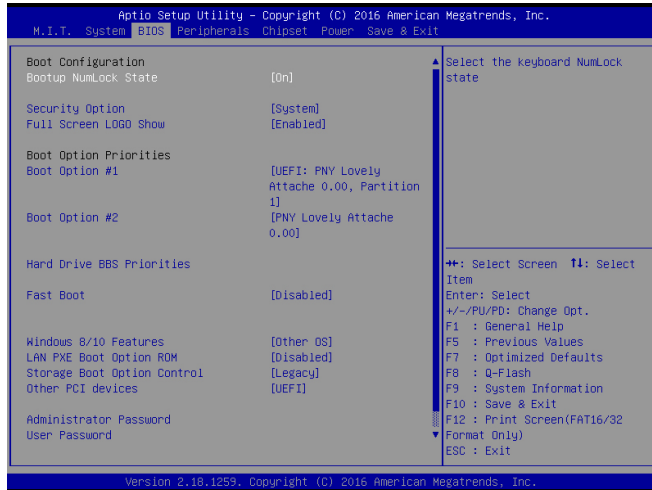 Aptio Setup Utility – Copyright (C) 2016 American Megatrends, Inc.
M.I.T. System BIOS Peripherals Chipset Power Save & Exit
Boot Configuration
Bootup NumLock State [On]
Security Option [System]
Full Screen LOGO Show [Enabled]
Boot Option Priorities
Boot Option #1 [UEFI: PNY Lovely
Attache 0.00, Partition
1]
Boot Option #2 [PNY Lovely Attache
0.00]
Hard Drive BBS Priorities
Fast Boot [Disabled]
Windows 8/10 Features [Other OS]
LAN PXE Boot Option ROM [Disabled]
Storage Boot Option Control [Legacy]
Other PCI devices [UEFI]
Administrator Password
User Password
Select the keyboard NumLock
state
→←: Select Screen ↑↓: Select
Item
Enter: Select
+/-/PU/PD: Change Opt.
F1 : General Help
F5 : Previous Values
F7 : Optimized Defaults
F8 : Q-Flash
F9 : System Information
F10 : Save & Exit
F12 : Print Screen(FAT16/32
Format Only)
ESC : Exit
Version 2.18.1259. Copyright (C) 2016 American Megatrends, Inc.